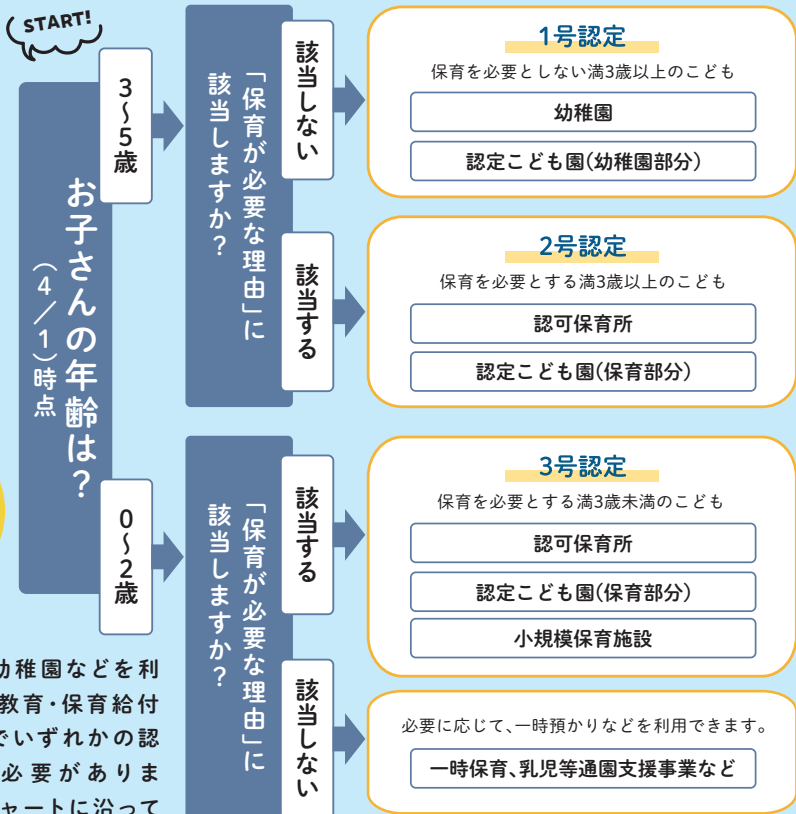 START!
お子さんの年齢は？
（4／1）時点
3〜5歳
「保育が必要な理由」に
該当しますか？
該当しない
1号認定
保育を必要としない満3歳以上のこども
幼稚園
認定こども園(幼稚園部分)
該当する
2号認定
保育を必要とする満3歳以上のこども
認可保育所
認定こども園(保育部分)
0〜2歳
「保育が必要な理由」に
該当しますか？
該当する
3号認定
保育を必要とする満3歳未満のこども
認可保育所
認定こども園(保育部分)
小規模保育施設
該当しない
必要に応じて、一時預かりなどを利用できます。
一時保育、乳児等通園支援事業など
幼稚園などを利
教育・保育給付
でいずれかの認
必要がありま
ャートに沿って